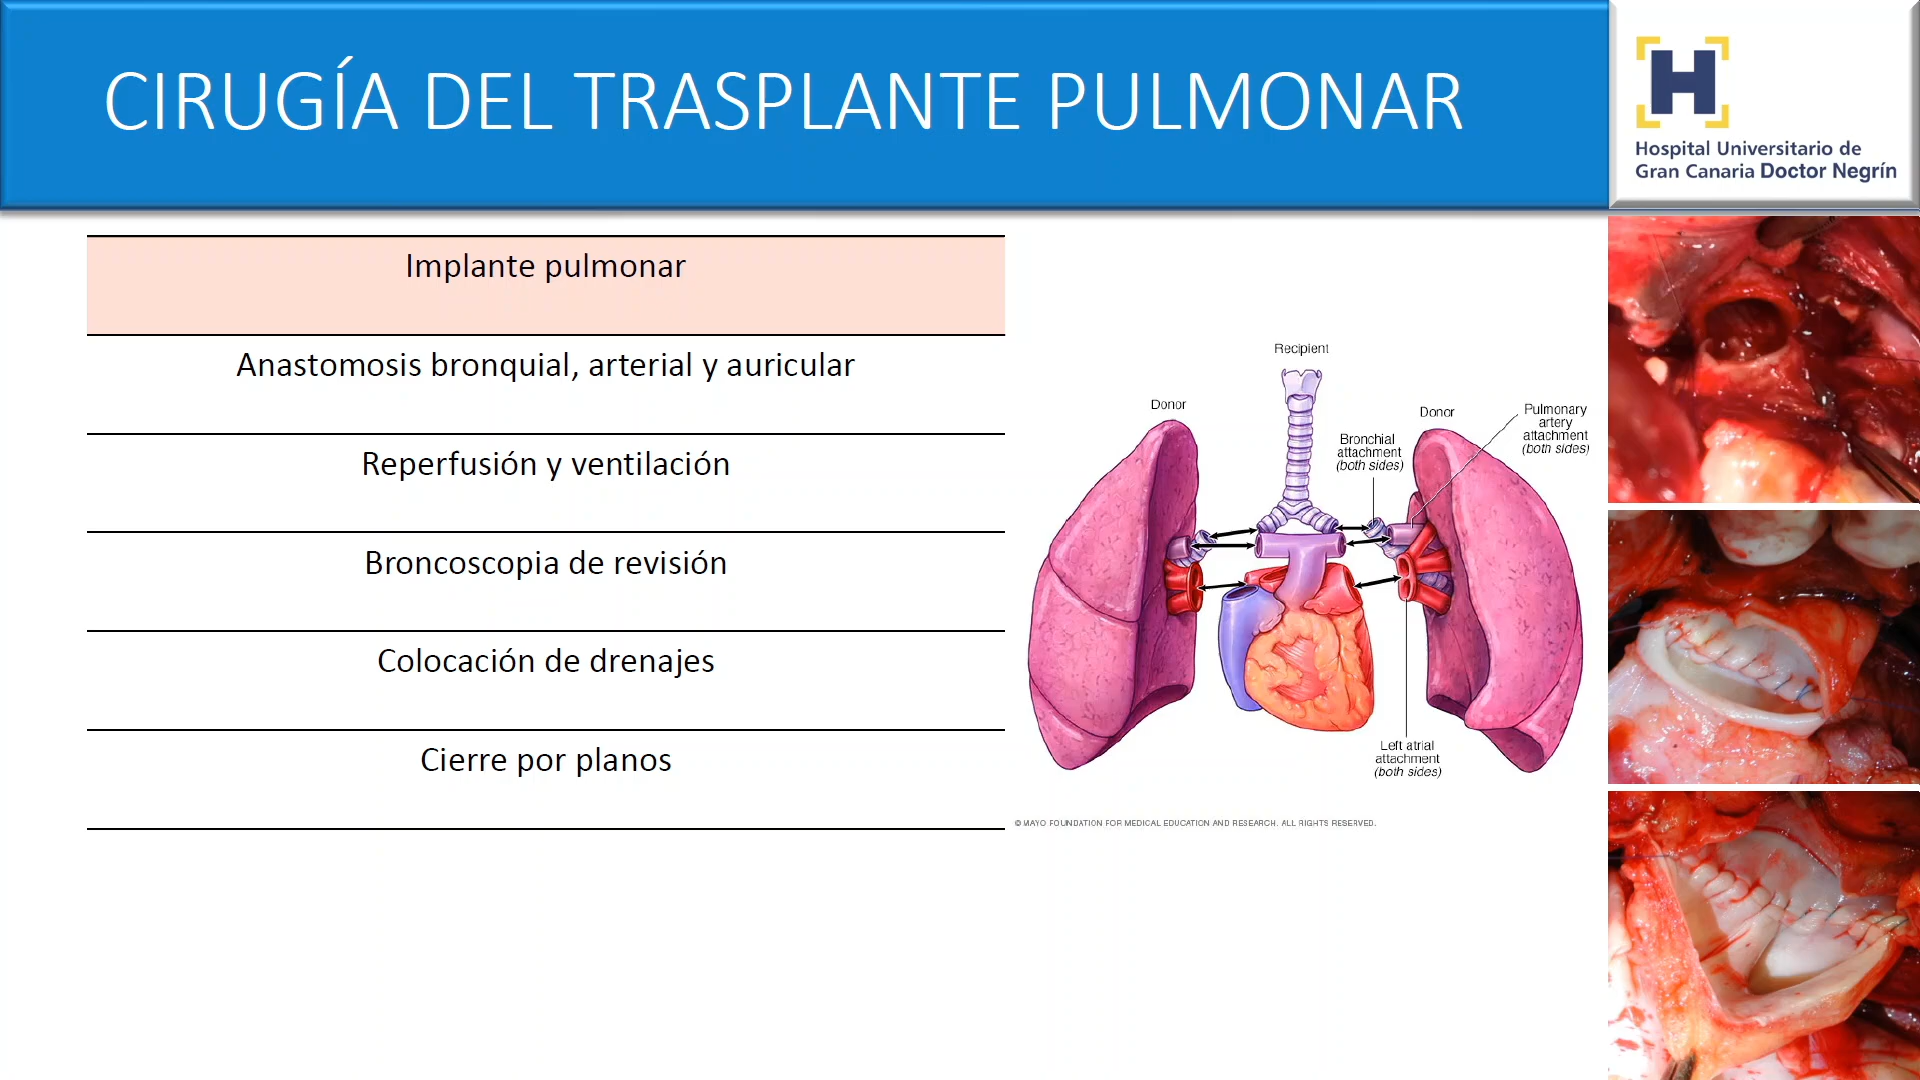 CIRUGÍA DEL TRASPLANTE PULMONAR
H
Hospital Universitario de
Gran Canaria Doctor Negrín
Implante pulmonar
Anastomosis bronquial, arterial y auricular
Reperfusión y ventilación
Broncoscopia de revisión
Colocación de drenajes
Cierre por planos
Recipient
Donor
Donor
Pulmonary
artery
attachment
(both sides)
Bronchial
attachment
(both sides)
Left atrial
attachment
(both sides)
© MAYO FOUNDATION FOR MEDICAL EDUCATION AND RESEARCH. ALL RIGHTS RESERVED.